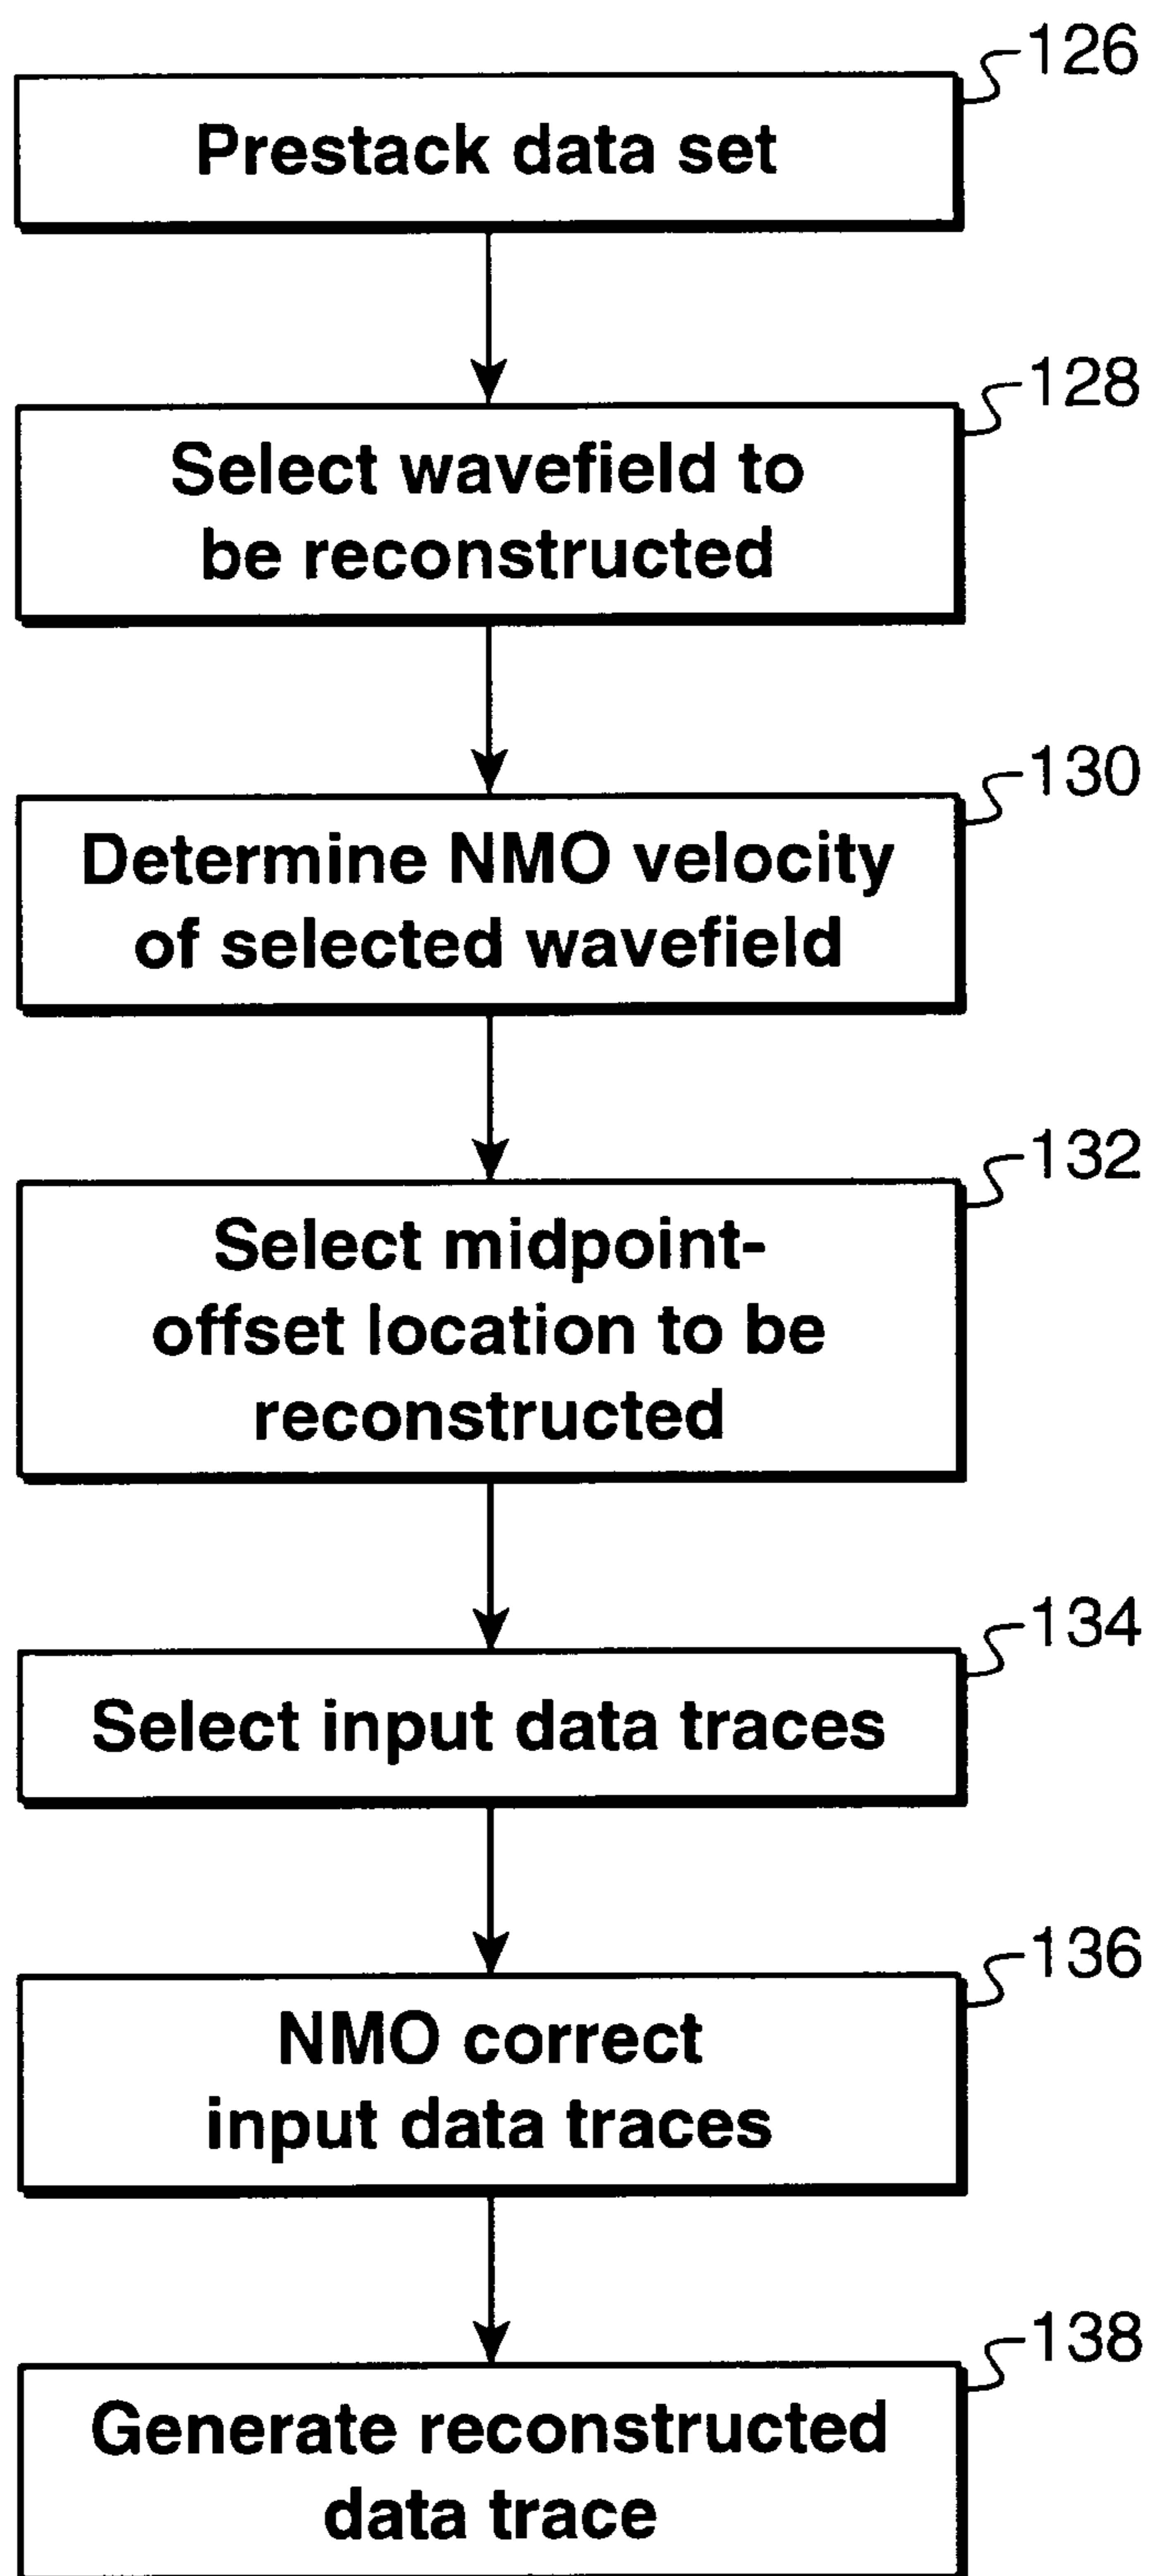 126
Prestack data set
128
Select wavefield to
be reconstructed
130
Determine NMO velocity
of selected wavefield
132
Select midpoint-
offset location to be
reconstructed
134
Select input data traces
136
NMO correct
input data traces
138
Generate reconstructed
data trace